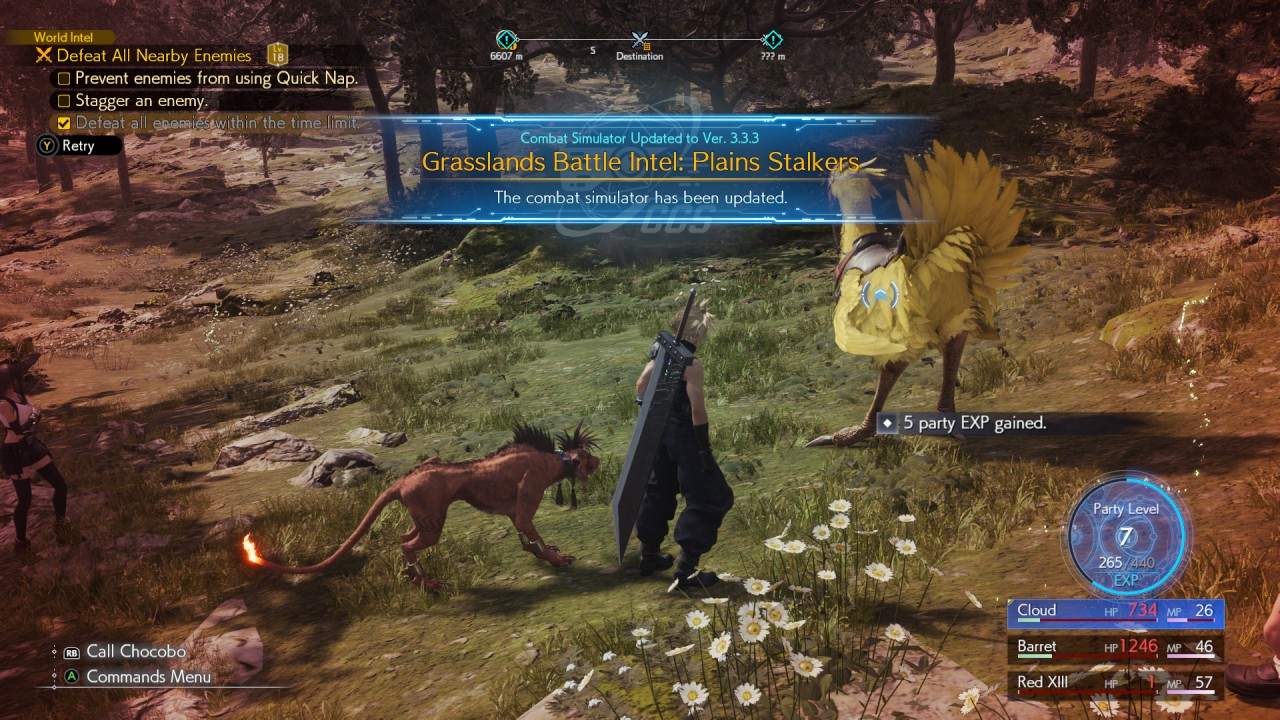 World Intel
Defeat All Nearby Enemies
LV
18
Prevent enemies from using Quick Nap.
Stagger an enemy.
Defeat all enemies within the time limit.
Y Retry
6607 m
S
Destination
??? m
Combat Simulator Updated to Ver. 3.3.3
Grasslands Battle Intel: Plains Stalkers
The combat simulator has been updated.
CCS
5 party EXP gained.
Party Level
7
265/440
EXP
Cloud HP 734 MP 26
Barret HP 1246 MP 46
Red XIII HP 1 MP 57
RB Call Chocobo
A Commands Menu